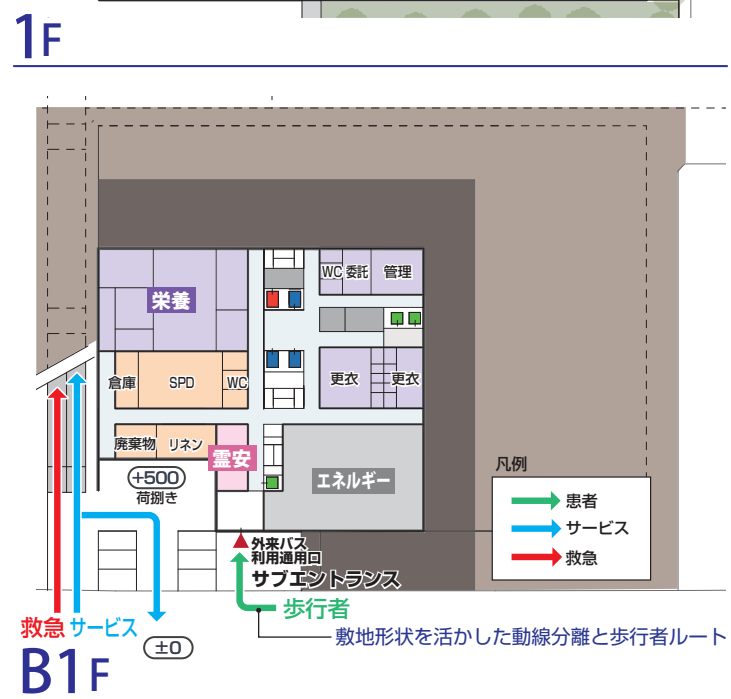 1F
WC 委託 管理
栄養
倉庫 SPD WC
更衣 更衣
廃棄物 リネン
霊安
+500
荷捌き
エネルギー
凡例
患者
サービス
救急
外来バス
利用通用口
サブエントランス
歩行者
救急 サービス
±0
敷地形状を活かした動線分離と歩行者ルート
B1F